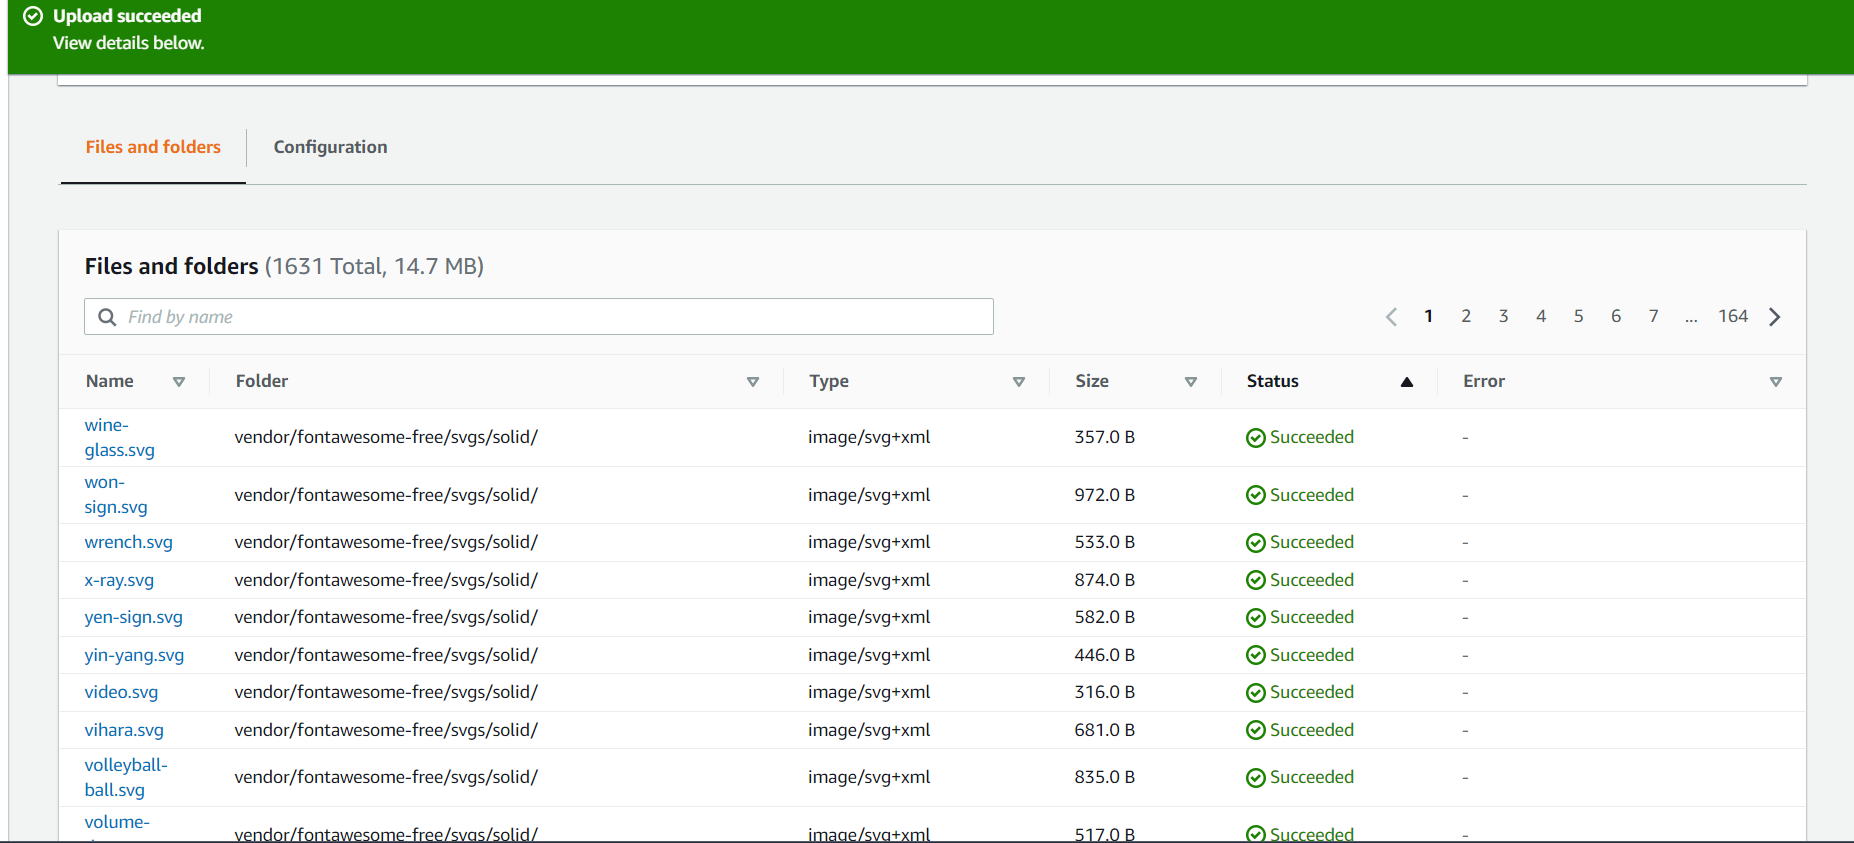 Upload succeeded
View details below.
Files and folders Configuration
Files and folders (1631 Total, 14.7 MB)
Find by name 1 2 3 4 5 6 7 ... 164
Name Folder Type Size Status Error
wine-
glass.svg vendor/fontawesome-free/svgs/solid/ image/svg+xml 357.0 B Succeeded -
won-
sign.svg vendor/fontawesome-free/svgs/solid/ image/svg+xml 972.0 B Succeeded -
wrench.svg vendor/fontawesome-free/svgs/solid/ image/svg+xml 533.0 B Succeeded -
x-ray.svg vendor/fontawesome-free/svgs/solid/ image/svg+xml 874.0 B Succeeded -
yen-sign.svg vendor/fontawesome-free/svgs/solid/ image/svg+xml 582.0 B Succeeded -
yin-yang.svg vendor/fontawesome-free/svgs/solid/ image/svg+xml 446.0 B Succeeded -
video.svg vendor/fontawesome-free/svgs/solid/ image/svg+xml 316.0 B Succeeded -
vihara.svg vendor/fontawesome-free/svgs/solid/ image/svg+xml 681.0 B Succeeded -
volleyball-
ball.svg vendor/fontawesome-free/svgs/solid/ image/svg+xml 835.0 B Succeeded -
volume-
vendor/fontawesome-free/svgs/solid/ image/svg+xml 517.0 B Succeeded -